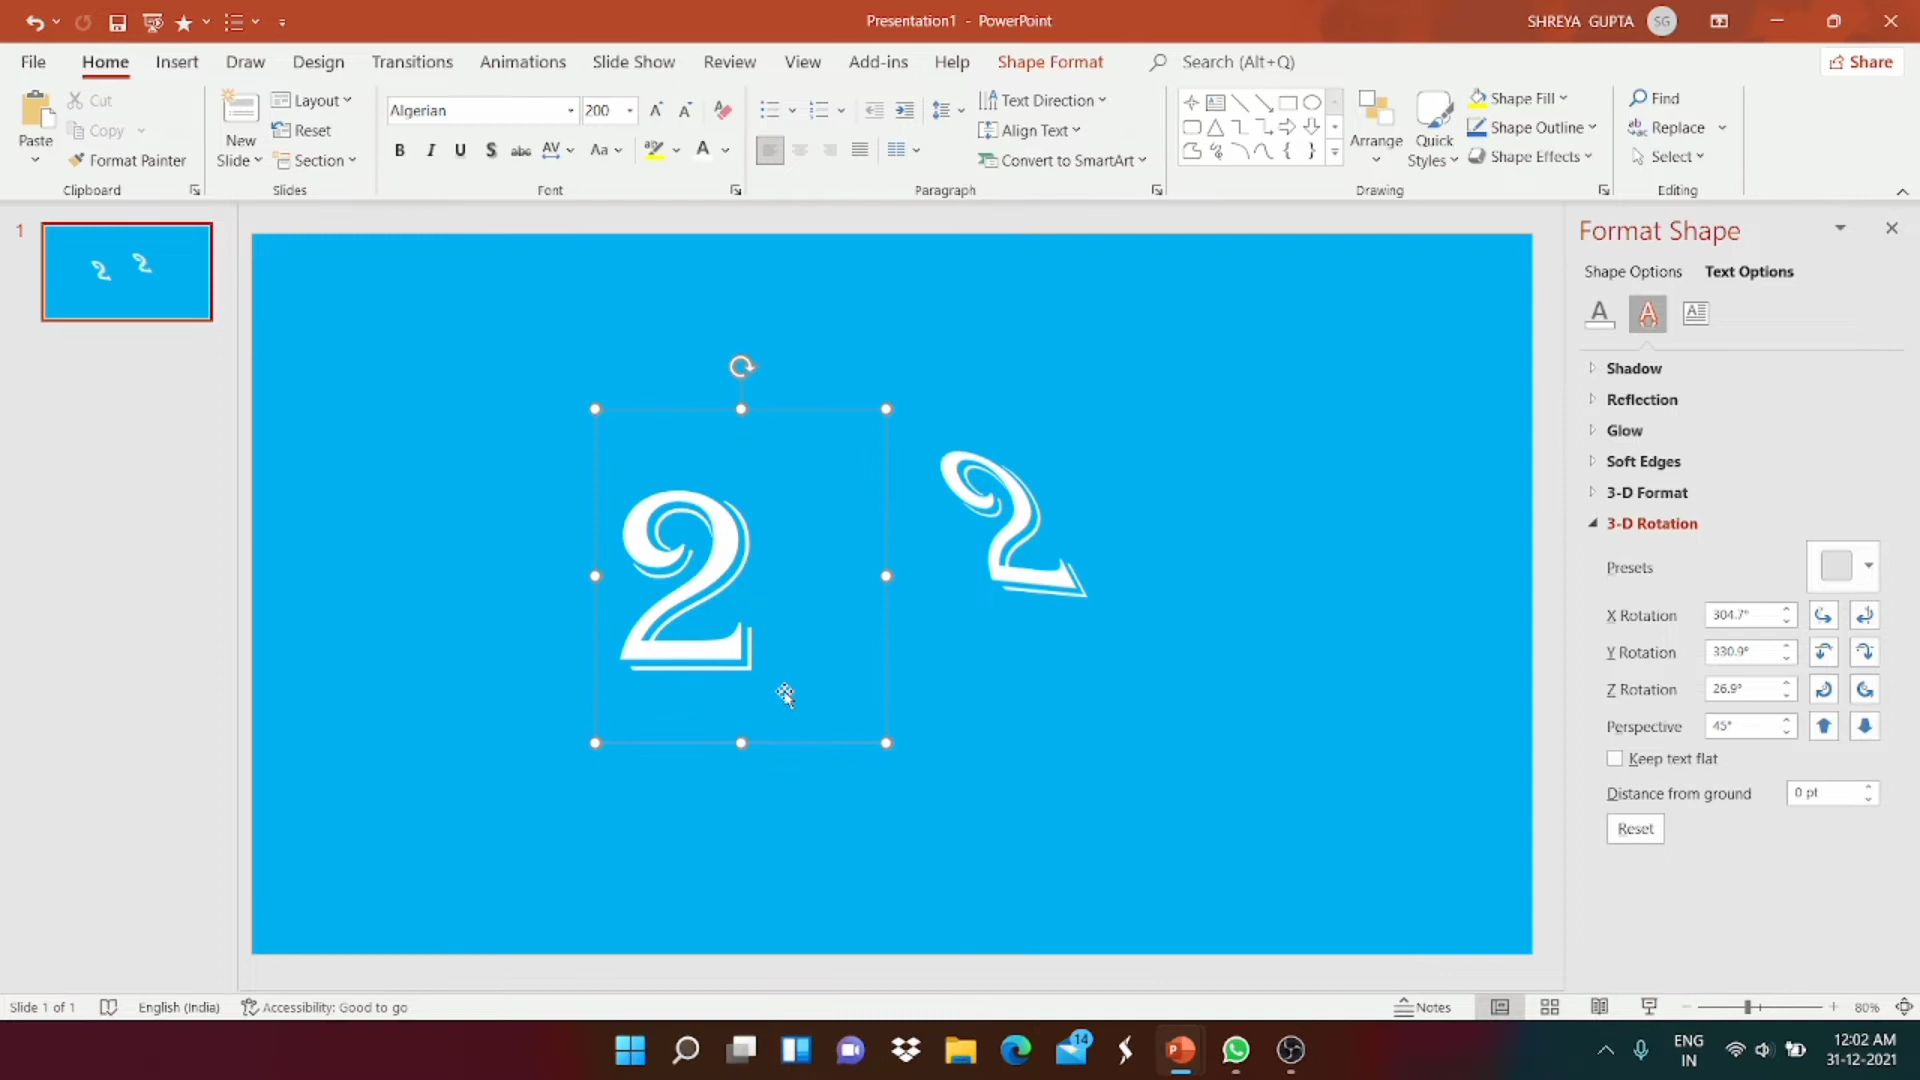 Presentation1 - PowerPoint
SHREYA GUPTA
SG
File Home Insert Draw Design Transitions Animations Slide Show Review View Add-ins Help Shape Format Search (Alt+Q) Share
Paste
Cut
Copy
Format Painter
Clipboard
New Slide
Layout
Reset
Section
Slides
Algerian 200
B I U S abc AV Aa A
Font
Paragraph
Text Direction
Align Text
Convert to SmartArt
Arrange
Quick Styles
Shape Fill
Shape Outline
Shape Effects
Drawing
Find
Replace
Select
Editing
1
2 2
2
2
Format Shape
Shape Options Text Options
Shadow
Reflection
Glow
Soft Edges
3-D Format
3-D Rotation
Presets
X Rotation 304.7°
Y Rotation 330.9°
Z Rotation 26.9°
Perspective 45°
Keep text flat
Distance from ground 0 pt
Reset
Slide 1 of 1 English (India) Accessibility: Good to go Notes 80%
14
ENG
IN
12:02 AM
31-12-2021